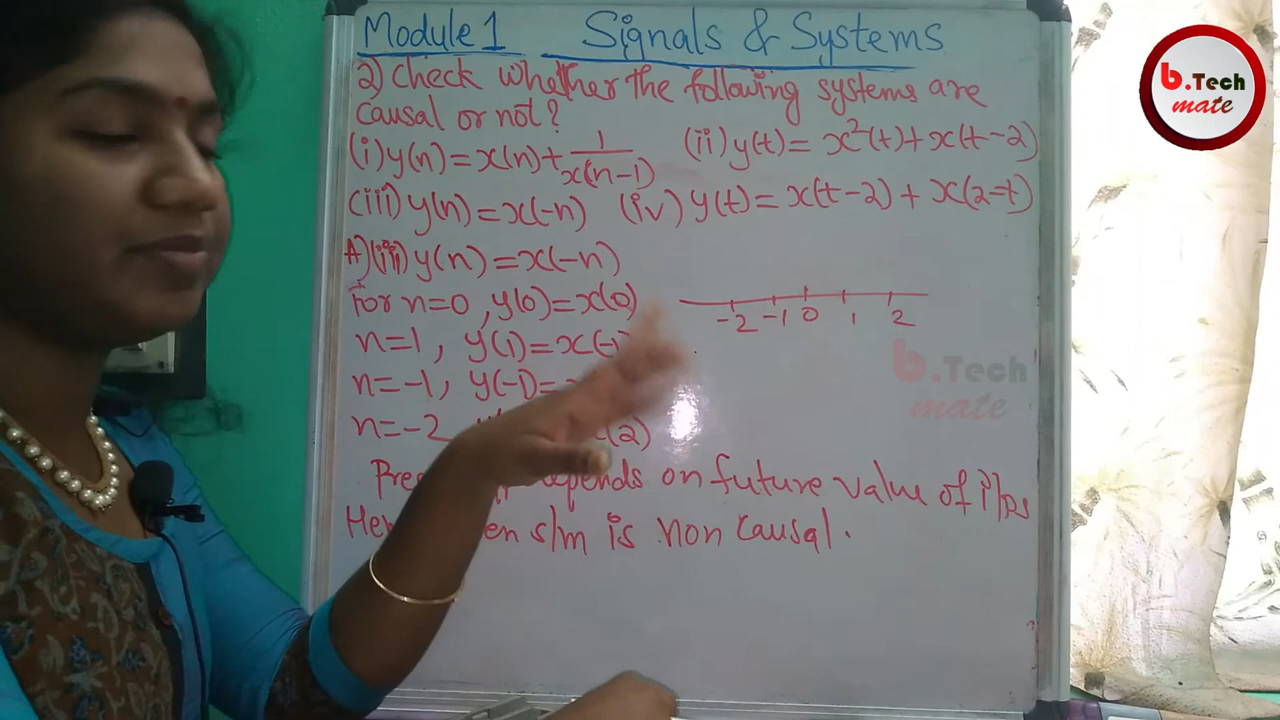 Module 1 Signals & Systems
2) Check whether the following systems are
causal or not?
(i) y(n) = x(n) + 1/x(n-1) (ii) y(t) = x²(t) + x(t-2)
(iii) y(n) = x(-n) (iv) y(t) = x(t-2) + x(2-t)
A)(iii) y(n) = x(-n)
For n=0, y(0) = x(0)
-2 -1 0 1 2
n=1, y(1) = x(-1
n=-1, y(-1) =
n=-2 (2)
depends on future value of i/ps
s/m is non causal.
b.Tech
mate
b.Tech
mate